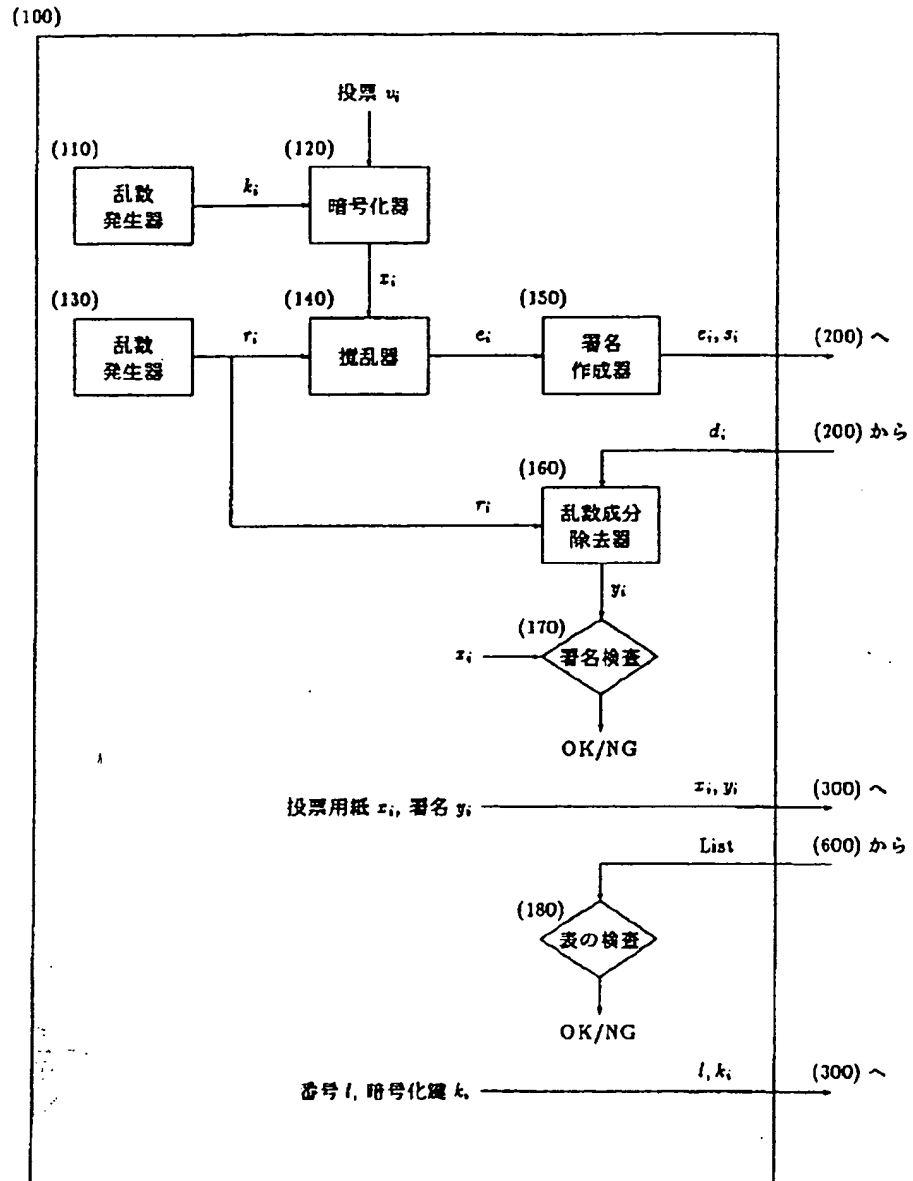 (100)
投票 vᵢ
(110)
(120)
乱数
発生器
kᵢ
暗号化器
xᵢ
(130)
(140)
(150)
乱数
発生器
rᵢ
攪乱器
eᵢ
署名
作成器
eᵢ, sᵢ
(200) へ
dᵢ
(200) から
(160)
rᵢ
乱数成分
除去器
yᵢ
(170)
xᵢ
署名検査
OK/NG
投票用紙 xᵢ, 署名 yᵢ
xᵢ, yᵢ
(300) へ
List
(600) から
(180)
表の検査
OK/NG
番号 l, 暗号化鍵 kᵢ
l, kᵢ
(300) へ